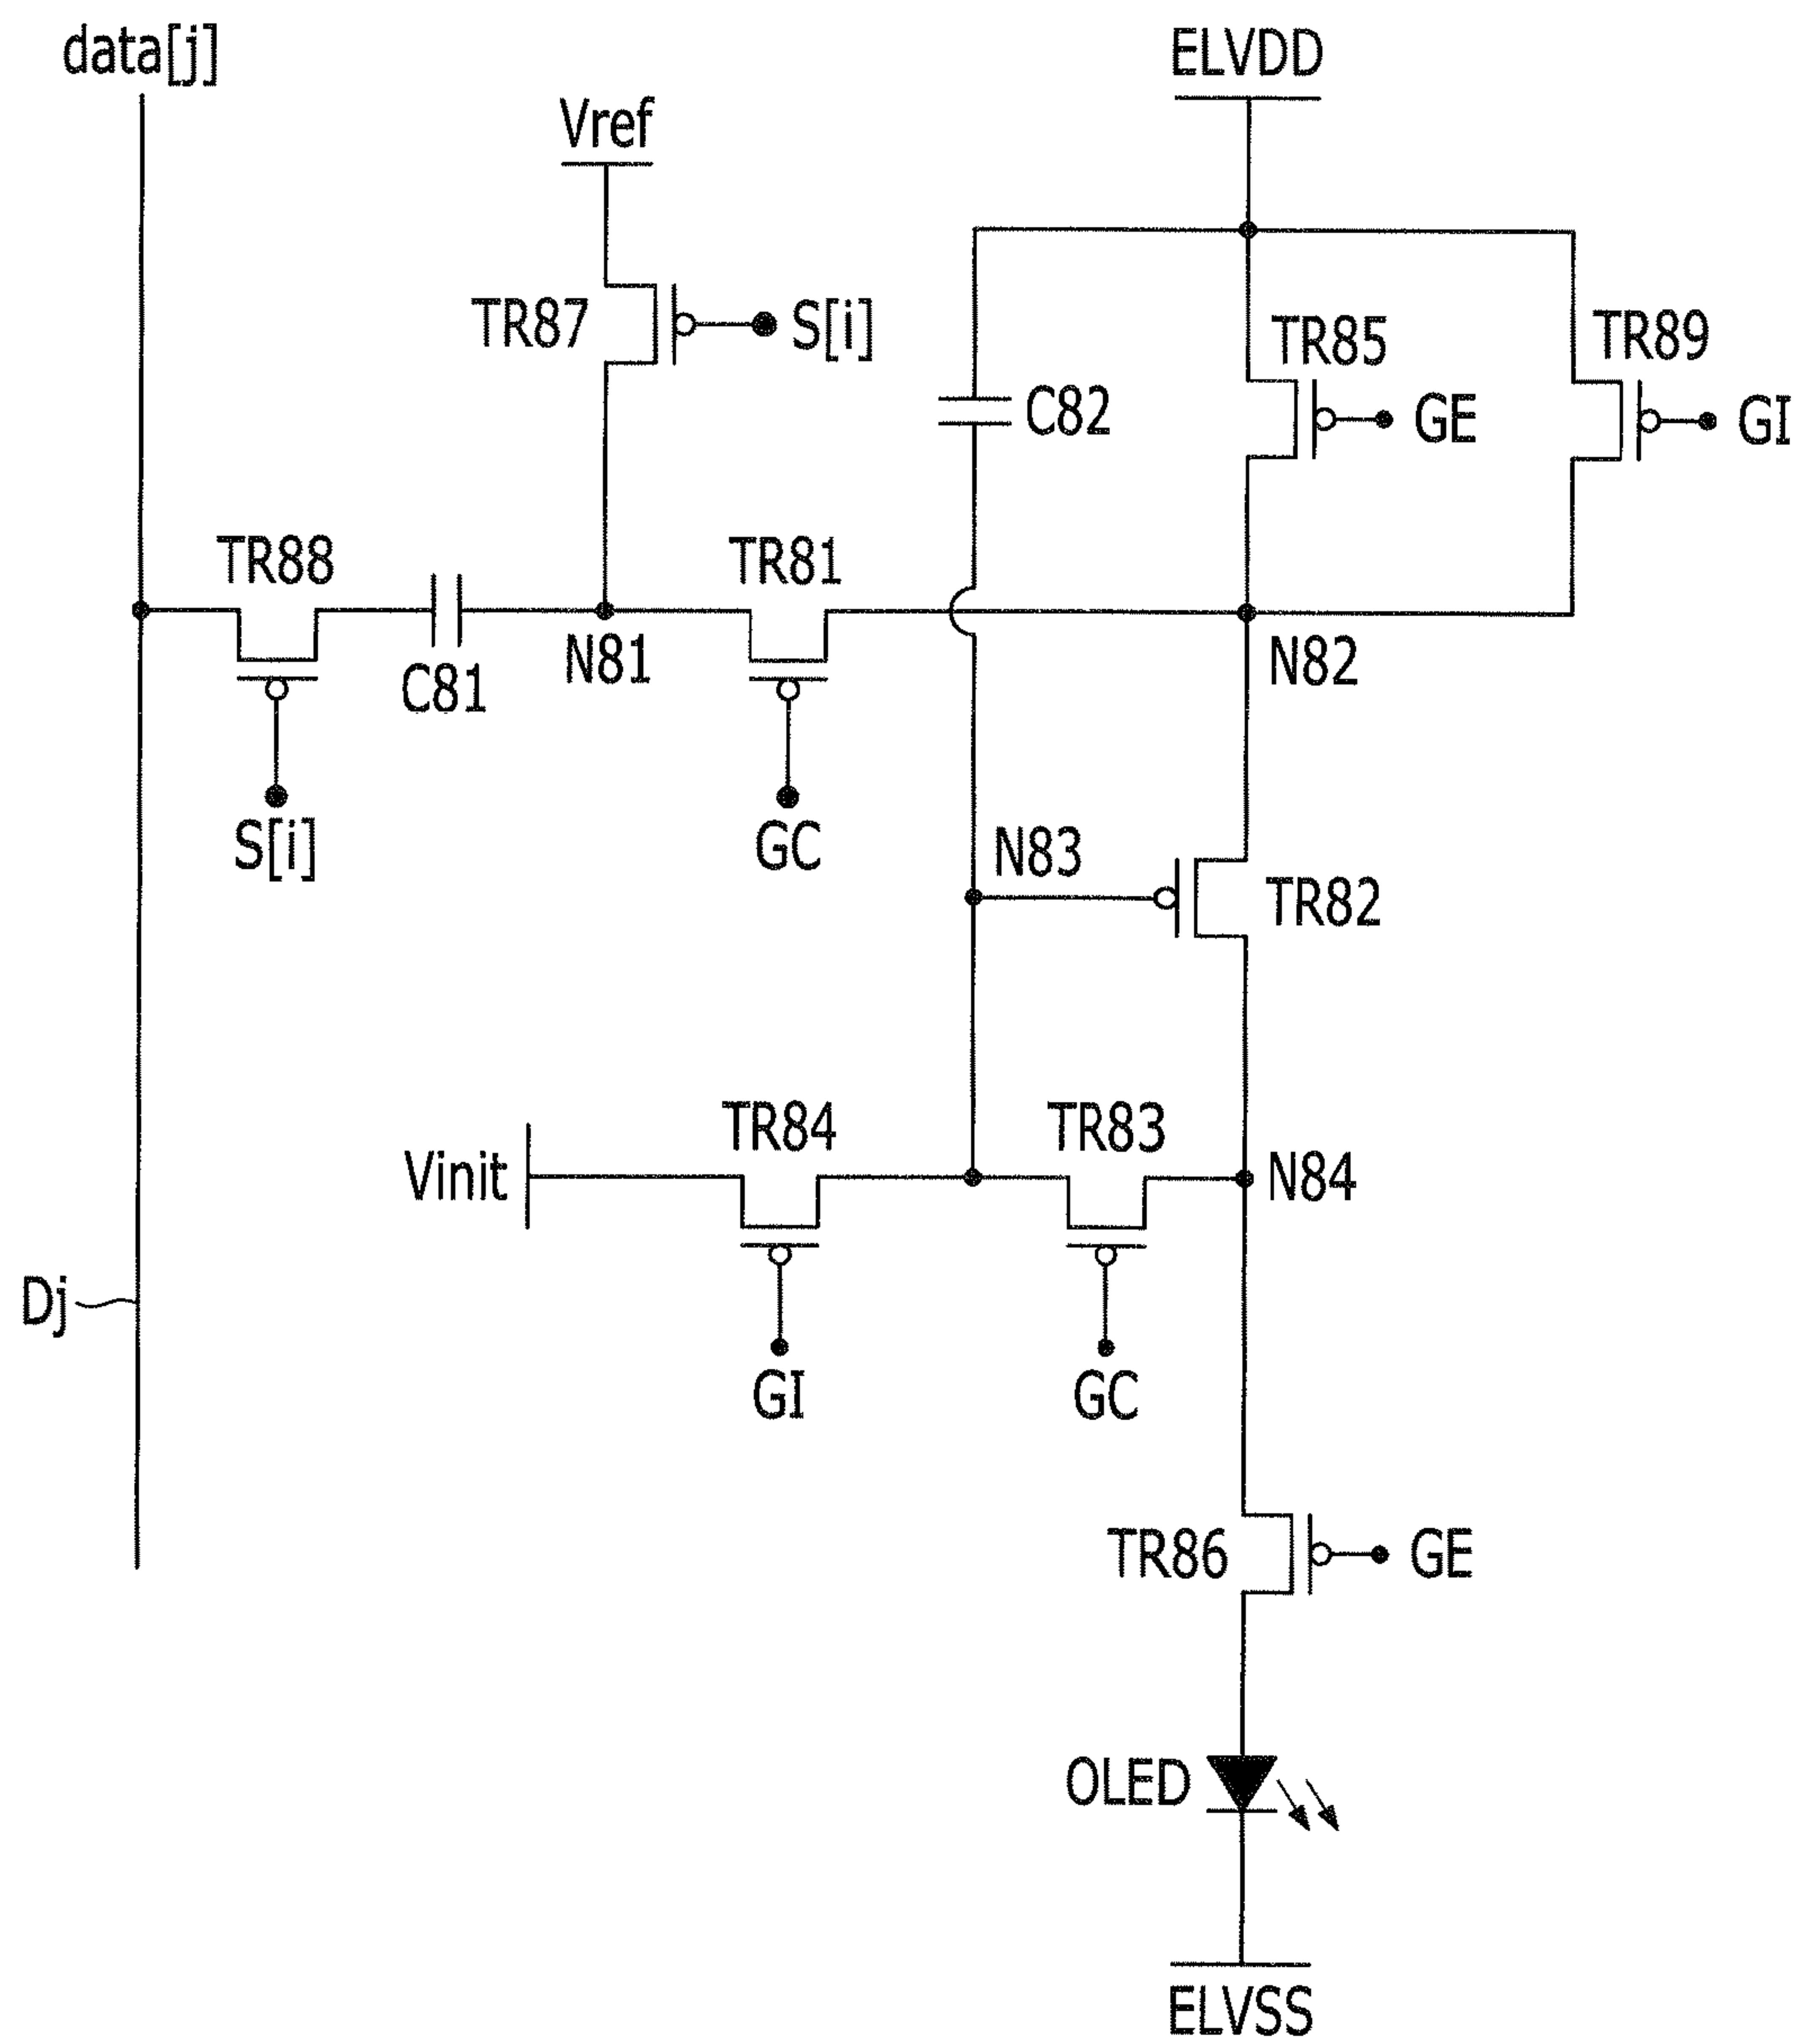 data[j]
ELVDD
Vref
TR87
S[i]
TR85
TR89
C82
GE
GI
TR88
TR81
C81
N81
N82
S[i]
GC
N83
TR82
TR84
TR83
Vinit
N84
Dj
GI
GC
TR86
GE
OLED
ELVSS